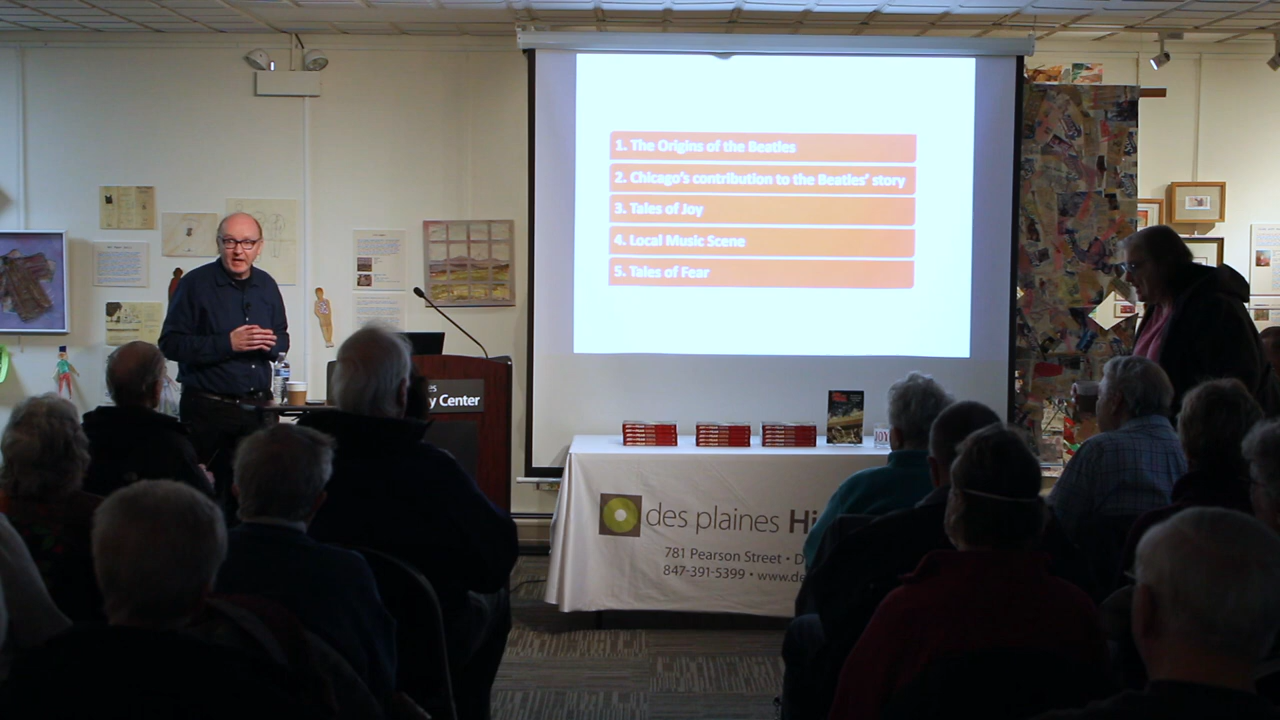 1. The Origins of the Beatles
2. Chicago's contribution to the Beatles' story
3. Tales of Joy
4. Local Music Scene
5. Tales of Fear
y Center
JOY
des plaines Hi
781 Pearson Street • D
847-391-5399 • www.de